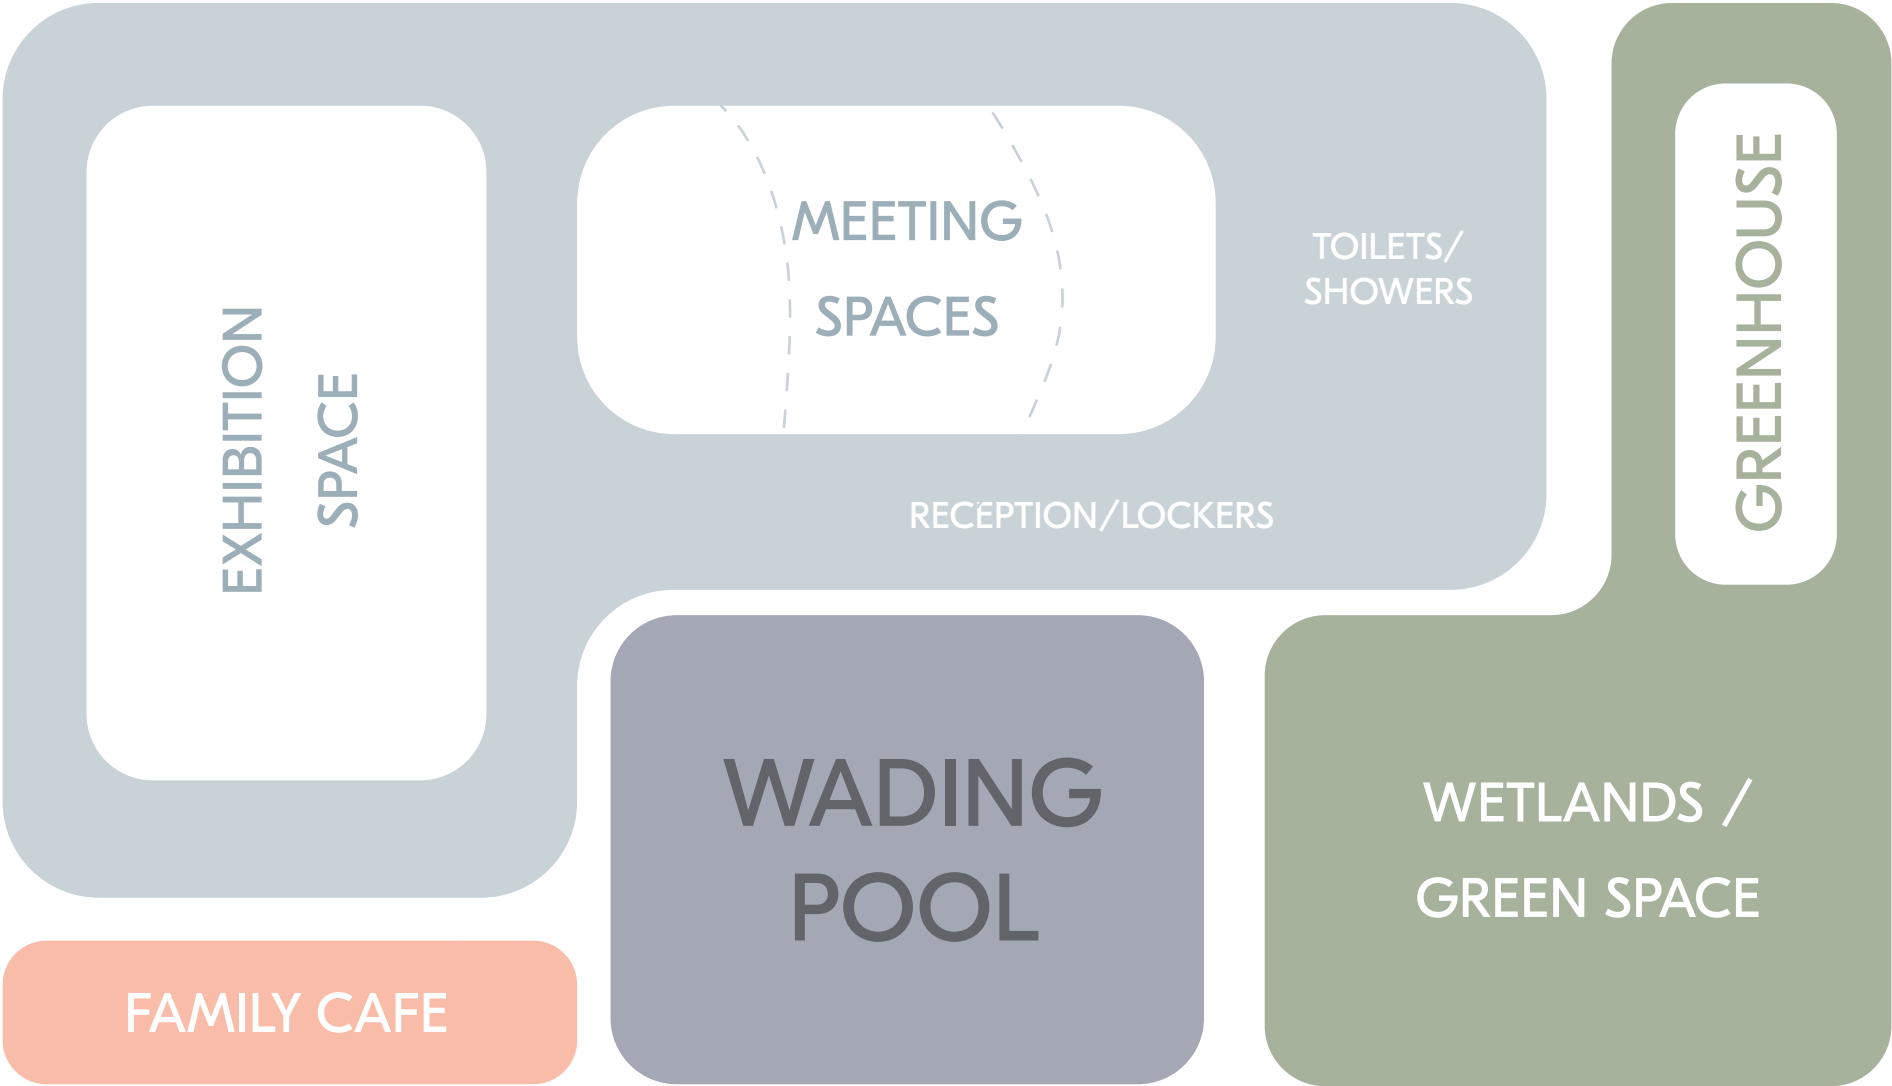 EXHIBITION
SPACE
MEETING
SPACES
TOILETS/
SHOWERS
RECEPTION/LOCKERS
GREENHOUSE
WADING
POOL
WETLANDS /
GREEN SPACE
FAMILY CAFE